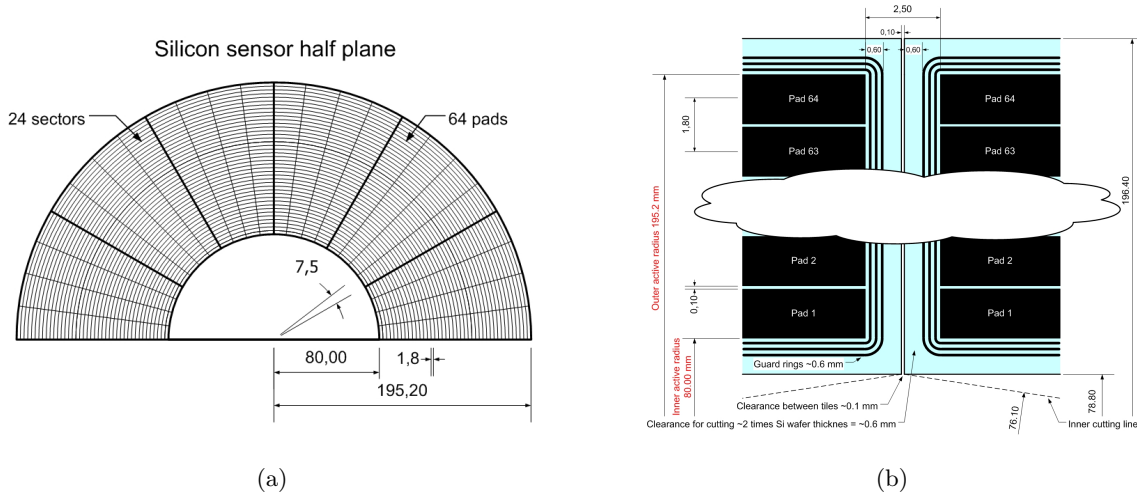 Silicon sensor half plane
24 sectors
64 pads
7,5
80,00
1,8
195,20
(a)
2,50
0,10
0,60
0,60
Pad 64
Pad 64
1,80
Pad 63
Pad 63
Outer active radius 195.2 mm
196.40
Pad 2
Pad 2
0,10
Pad 1
Pad 1
Inner active radius
80.00 mm
Guard rings ~0.6 mm
Clearance between tiles ~0.1 mm
78.80
76.10
Clearance for cutting ~2 times Si wafer thicknes = ~0.6 mm
Inner cutting line
(b)